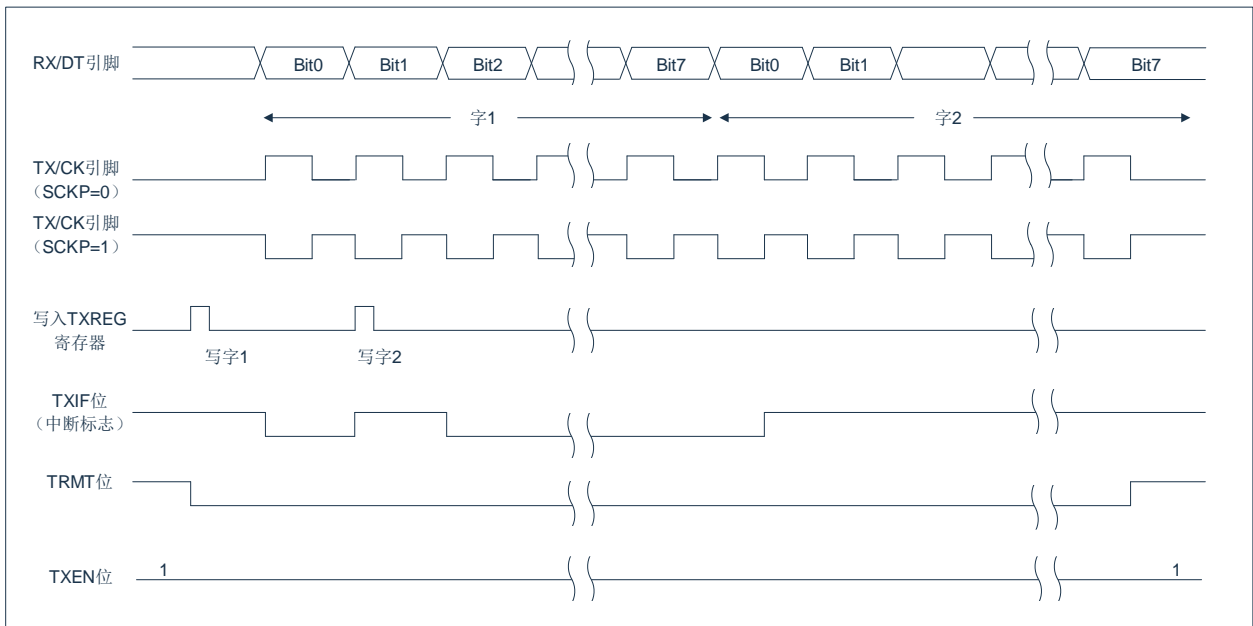 RX/DT引脚
Bit0 Bit1 Bit2 Bit7 Bit0 Bit1 Bit7
字1 字2
TX/CK引脚
（SCKP=0）
TX/CK引脚
（SCKP=1）
写入TXREG
寄存器
写字1 写字2
TXIF位
（中断标志）
TRMT位
TXEN位 1 1